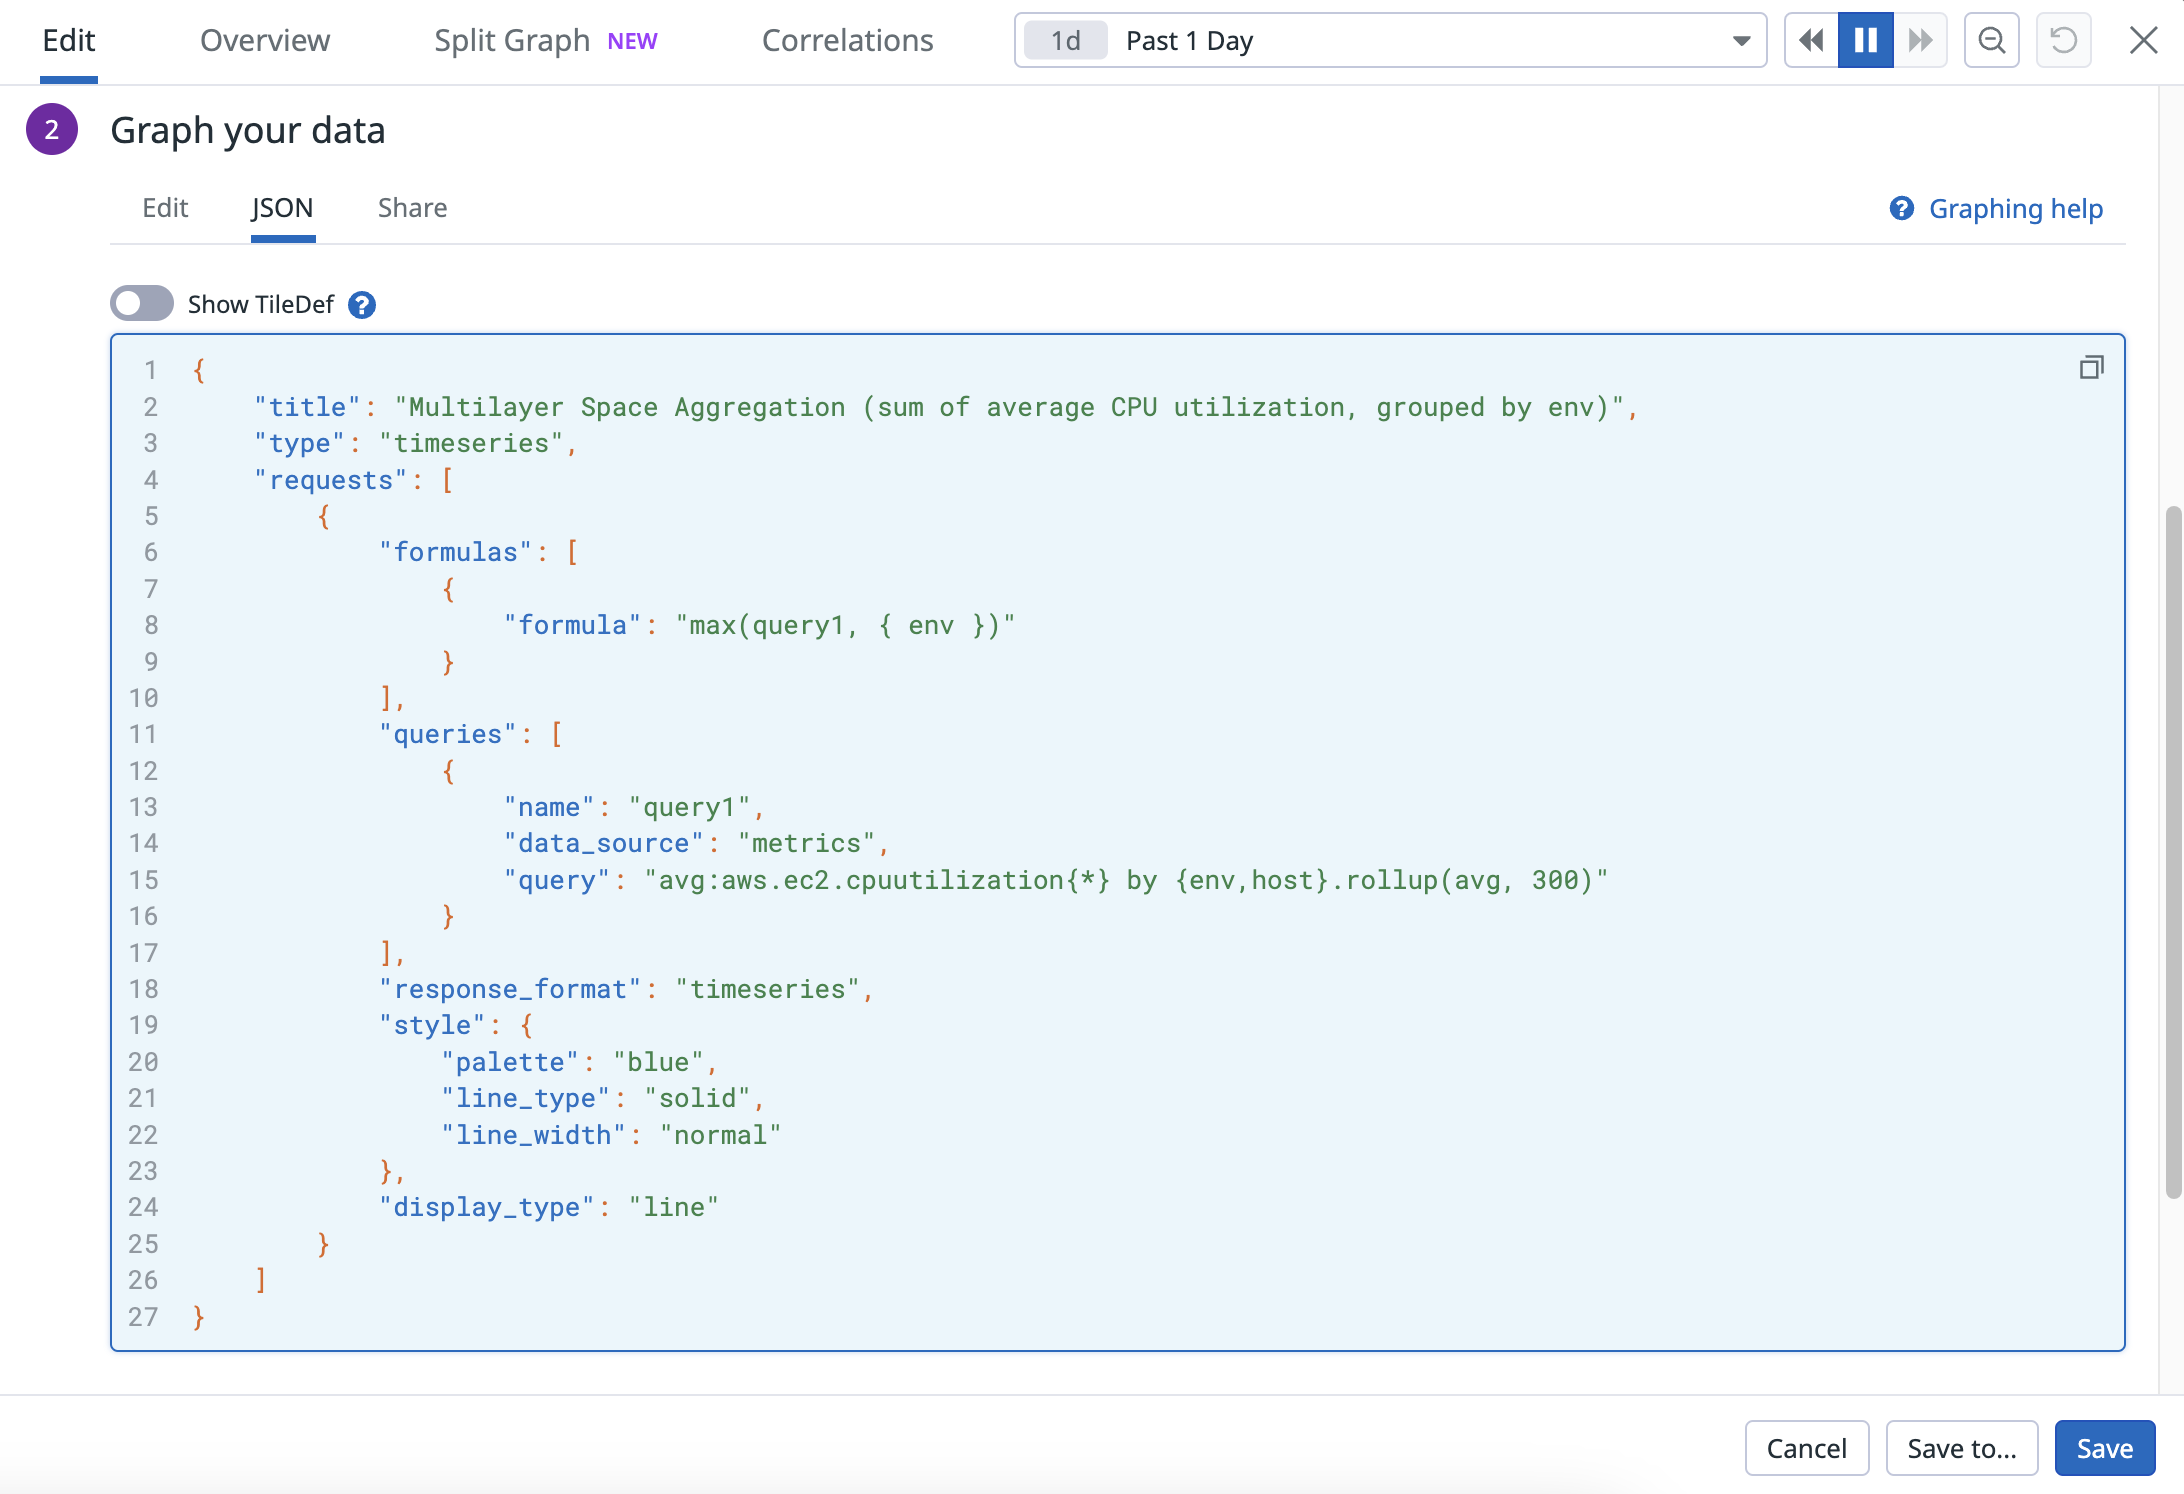 Edit Overview Split Graph NEW Correlations 1d Past 1 Day
2 Graph your data
Edit JSON Share Graphing help
Show TileDef
1 {
2 "title": "Multilayer Space Aggregation (sum of average CPU utilization, grouped by env)",
3 "type": "timeseries",
4 "requests": [
5 {
6 "formulas": [
7 {
8 "formula": "max(query1, { env })"
9 }
10 ],
11 "queries": [
12 {
13 "name": "query1",
14 "data_source": "metrics",
15 "query": "avg:aws.ec2.cpuutilization{*} by {env,host}.rollup(avg, 300)"
16 }
17 ],
18 "response_format": "timeseries",
19 "style": {
20 "palette": "blue",
21 "line_type": "solid",
22 "line_width": "normal"
23 },
24 "display_type": "line"
25 }
26 ]
27 }
Cancel Save to... Save